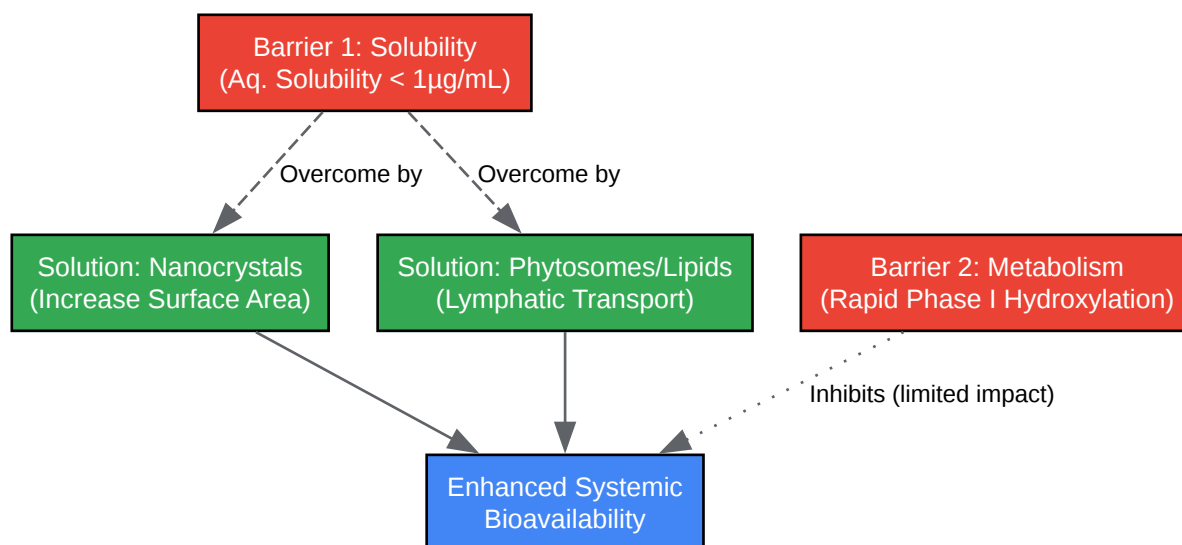 Barrier 1: Solubility
(Aq. Solubility < 1µg/mL)
Overcome by
Overcome by
Solution: Nanocrystals
(Increase Surface Area)
Solution: Phytosomes/Lipids
(Lymphatic Transport)
Barrier 2: Metabolism
(Rapid Phase I Hydroxylation)
Inhibits (limited impact)
Enhanced Systemic
Bioavailability